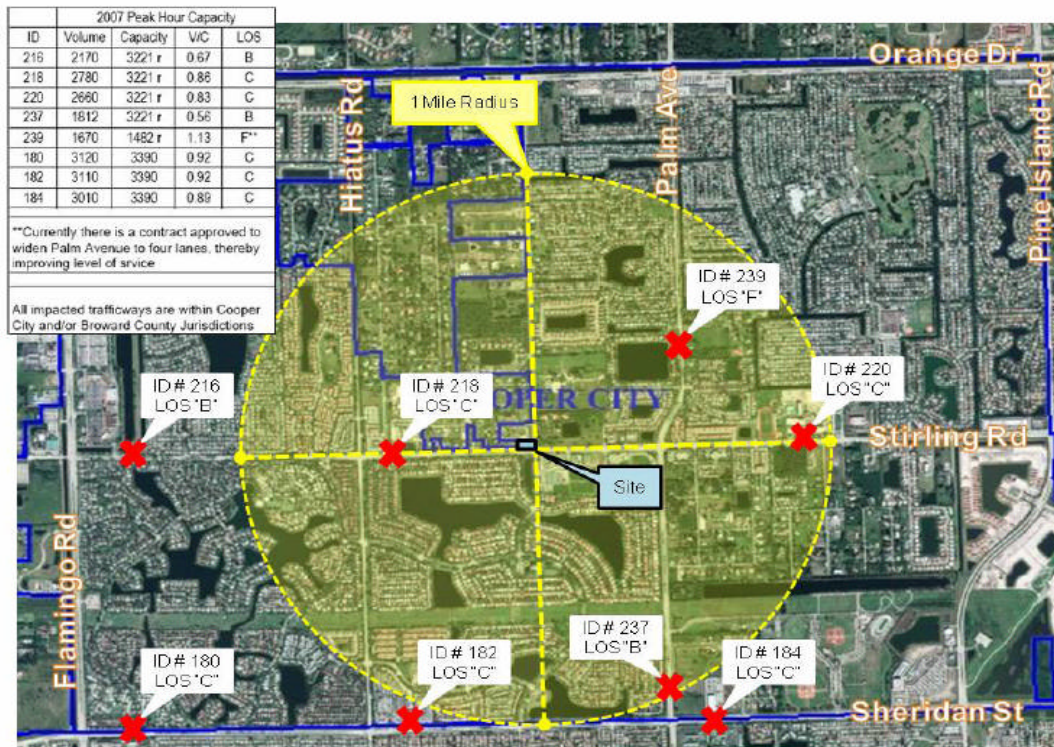 2007 Peak Hour Capacity
ID Volume Capacity V/C LOS
216 2170 3221 r 0.67 B
218 2780 3221 r 0.86 C
220 2660 3221 r 0.83 C
237 1812 3221 r 0.56 B
239 1670 1482 r 1.13 F**
180 3120 3390 0.92 C
182 3110 3390 0.92 C
184 3010 3390 0.89 C
**Currently there is a contract approved to
widen Palm Avenue to four lanes, thereby
improving level of srvice
All impacted trafficways are within Cooper
City and/or Broward County Jurisdictions
Orange Dr
1 Mile Radius
Hiatus Rd
Palm Ave
Pine Island Rd
ID # 239
LOS "F"
ID # 216
LOS "B"
ID # 218
LOS "C"
ID # 220
LOS "C"
OPER CITY
Stirling Rd
Site
Flamingo Rd
ID # 180
LOS "C"
ID # 182
LOS "C"
ID # 237
LOS "B"
ID # 184
LOS "C"
Sheridan St